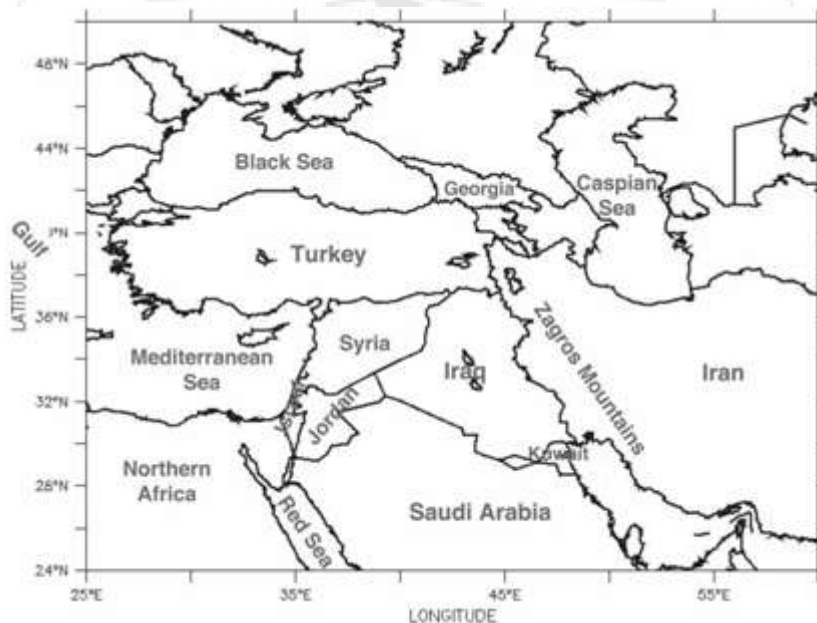 48°N
44°N
Black Sea
Georgia
Caspian
Sea
Gulf
Turkey
LATITUDE
36°N
Syria
Zagros Mountains
Mediterranean
Sea
Iraq
Iran
32°N
Jordan
Kuwait
Northern
Africa
28°N
Saudi Arabia
Red Sea
24°N
25°E
35°E
45°E
55°E
LONGITUDE